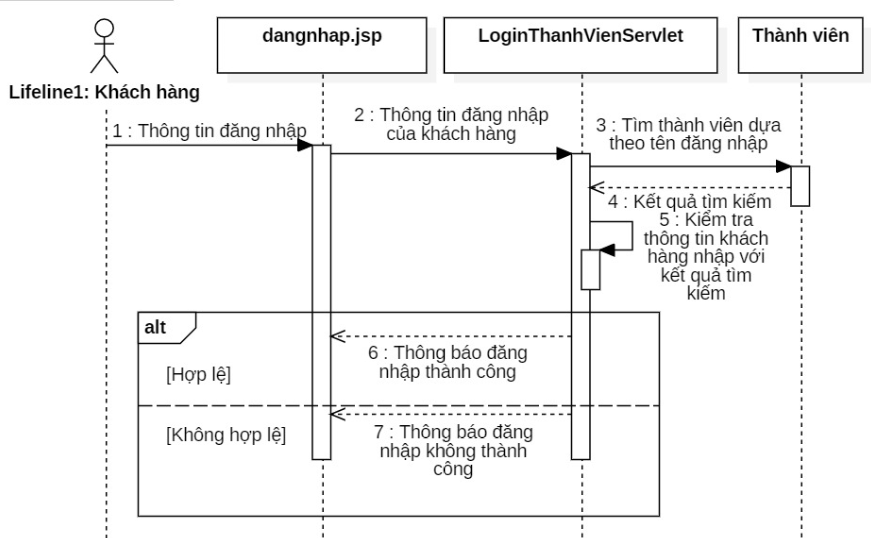 dangnhap.jsp
LoginThanhVienServlet
Thành viên
Lifeline1: Khách hàng
1 : Thông tin đăng nhập
2 : Thông tin đăng nhập
của khách hàng
3 : Tìm thành viên dựa
theo tên đăng nhập
4 : Kết quả tìm kiếm
5 : Kiểm tra
thông tin khách
hàng nhập với
kết quả tìm
kiếm
alt
6 : Thông báo đăng
nhập thành công
[Hợp lệ]
[Không hợp lệ]
7 : Thông báo đăng
nhập không thành
công